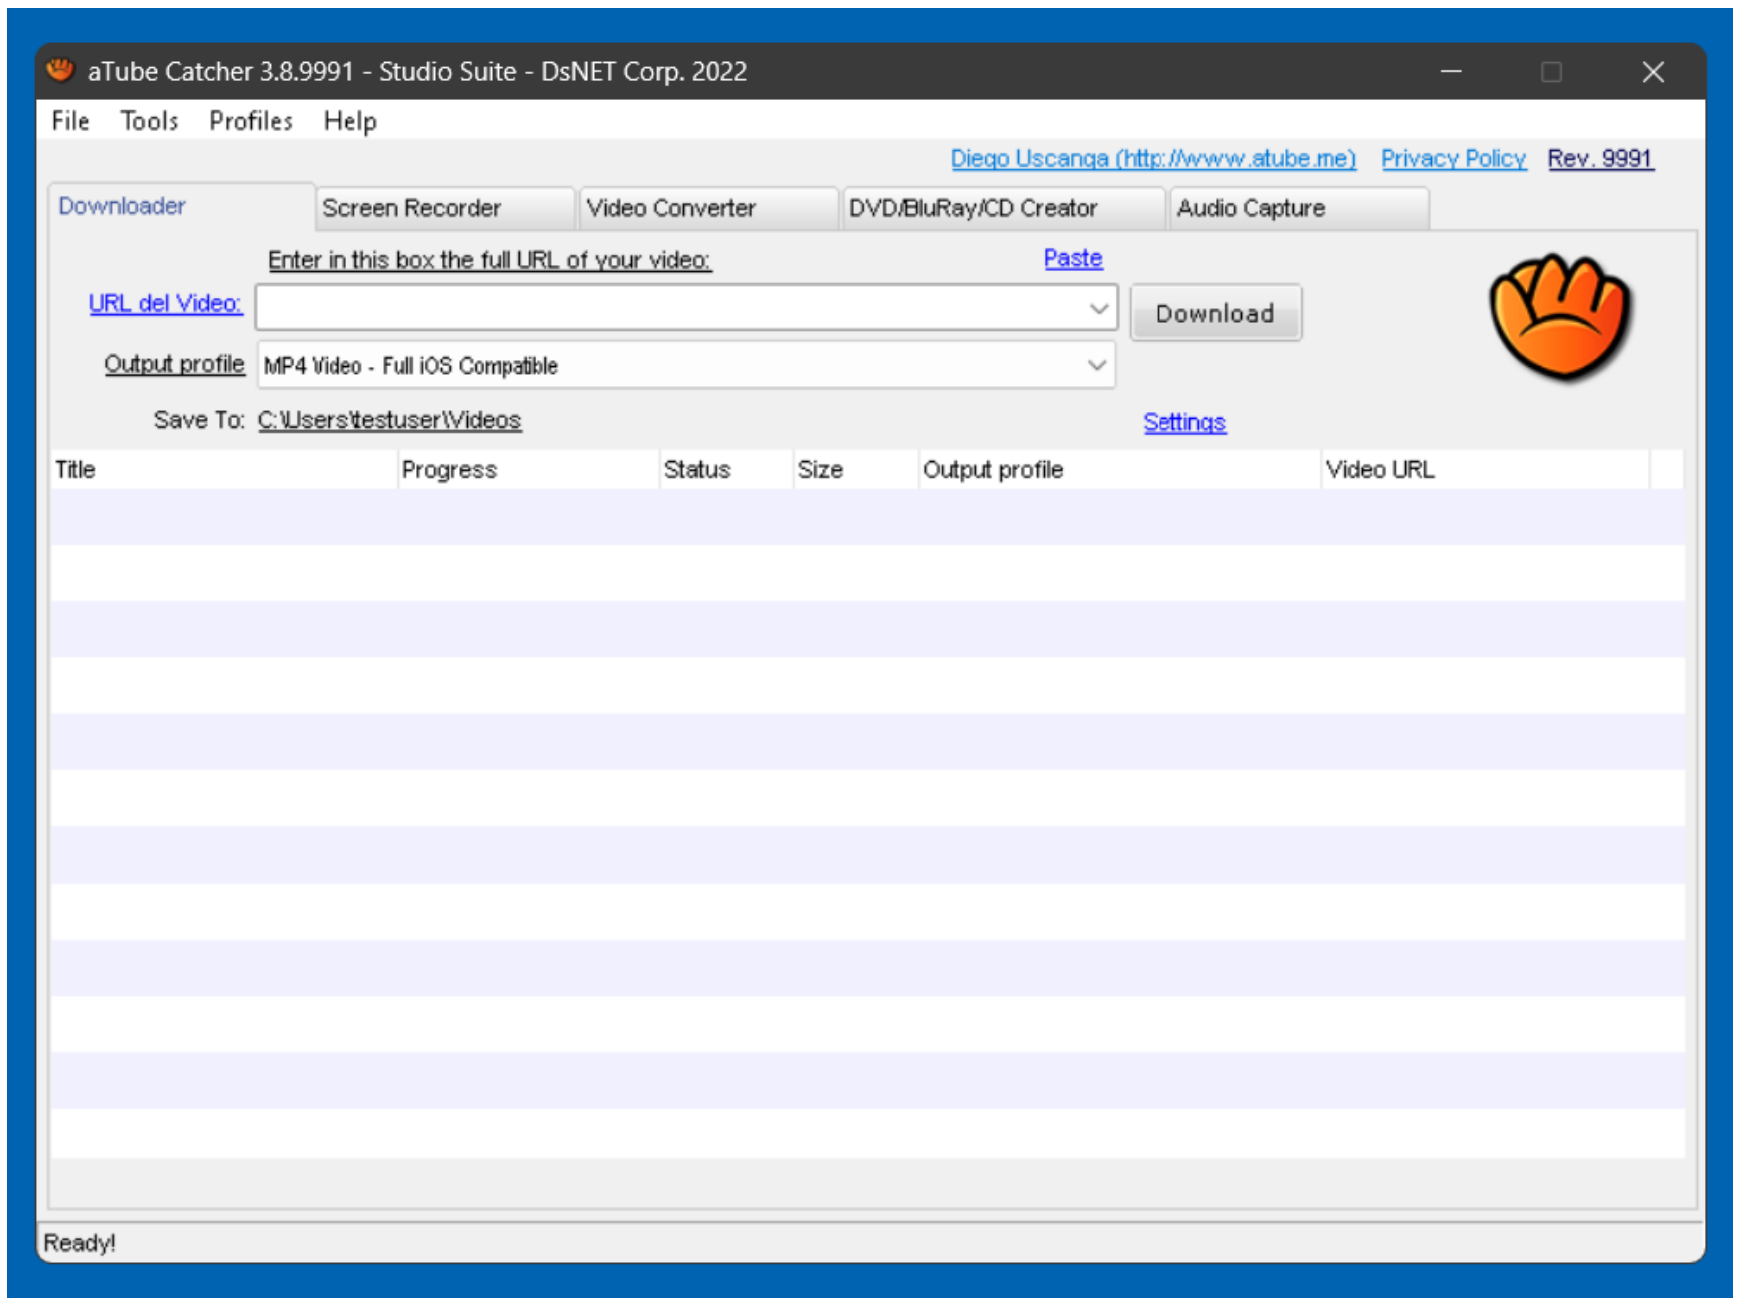 aTube Catcher 3.8.9991 - Studio Suite - DsNET Corp. 2022
File Tools Profiles Help
Diego Uscanga (http://www.atube.me) Privacy Policy Rev. 9991
Downloader Screen Recorder Video Converter DVD/BluRay/CD Creator Audio Capture
Enter in this box the full URL of your video: Paste
URL del Video: Download
Output profile MP4 Video - Full iOS Compatible
Save To: C:\Users\testuser\Videos Settings
Title Progress Status Size Output profile Video URL
Ready!